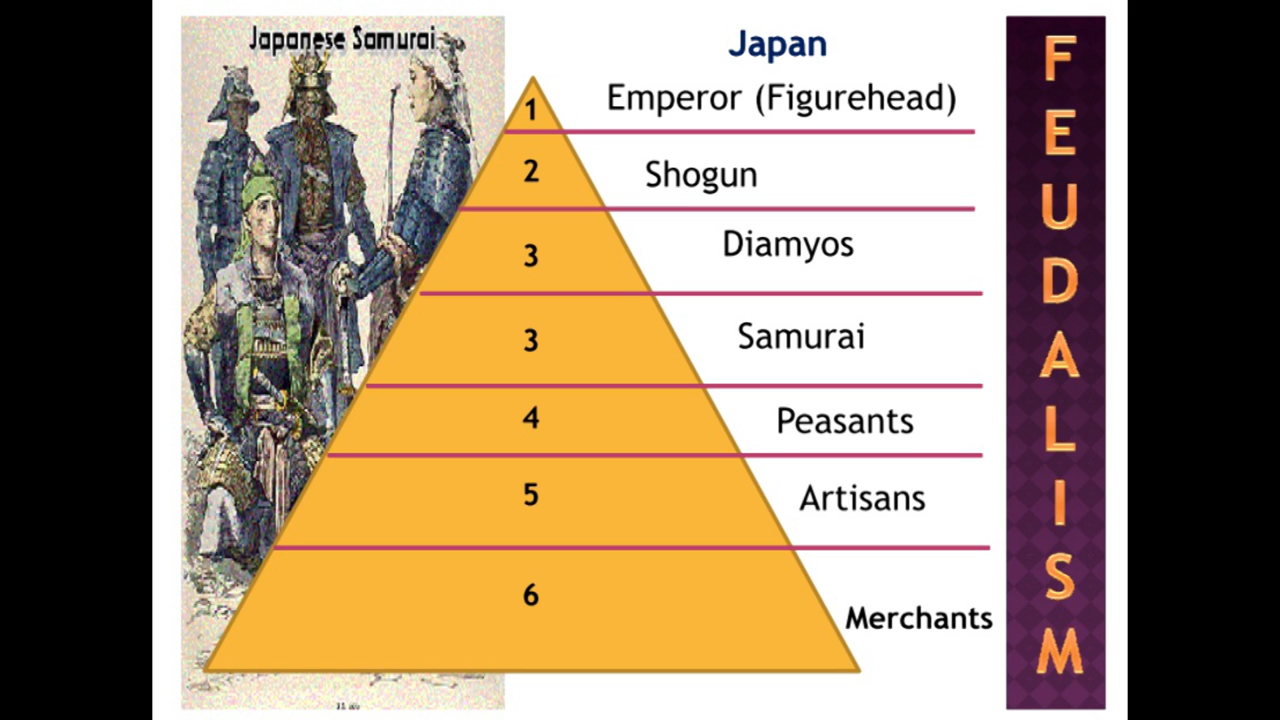 Japanese Samurai
Japan
1
Emperor (Figurehead)
2
Shogun
3
Diamyos
3
Samurai
4
Peasants
5
Artisans
6
Merchants
FEUDALISM